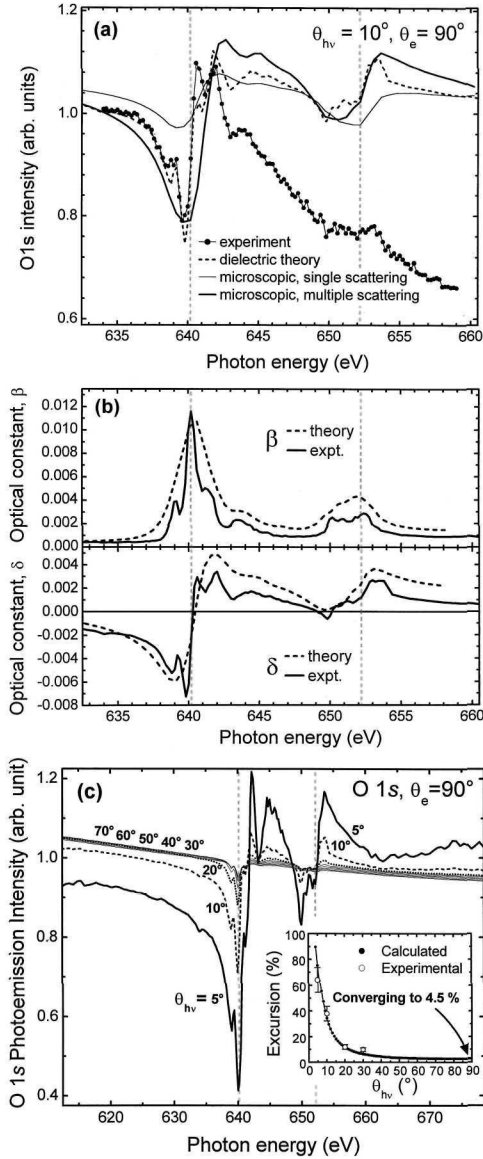 (a)
θhν = 10°, θe = 90°
O1s intensity (arb. units)
1.2
1.0
0.8
0.6
experiment
dielectric theory
microscopic, single scattering
microscopic, multiple scattering
635 640 645 650 655 660
Photon energy (eV)
(b)
Optical constant, β
0.012
0.010
0.008
0.006
0.004
0.002
0.000
β
theory
expt.
Optical constant, δ
0.004
0.002
0.000
-0.002
-0.004
-0.006
-0.008
δ
theory
expt.
635 640 645 650 655 660
Photon energy (eV)
(c)
O 1s, θe=90°
O 1s Photoemission Intensity (arb. unit)
1.2
1.0
0.8
0.6
0.4
70° 60° 50° 40° 30°
20°
10°
θhν = 5°
5°
10°
Excursion (%)
100
80
60
40
20
0
Calculated
Experimental
Converging to 4.5 %
0 10 20 30 40 50 60 70 80 90
θhν (°)
620 630 640 650 660 670
Photon energy (eV)